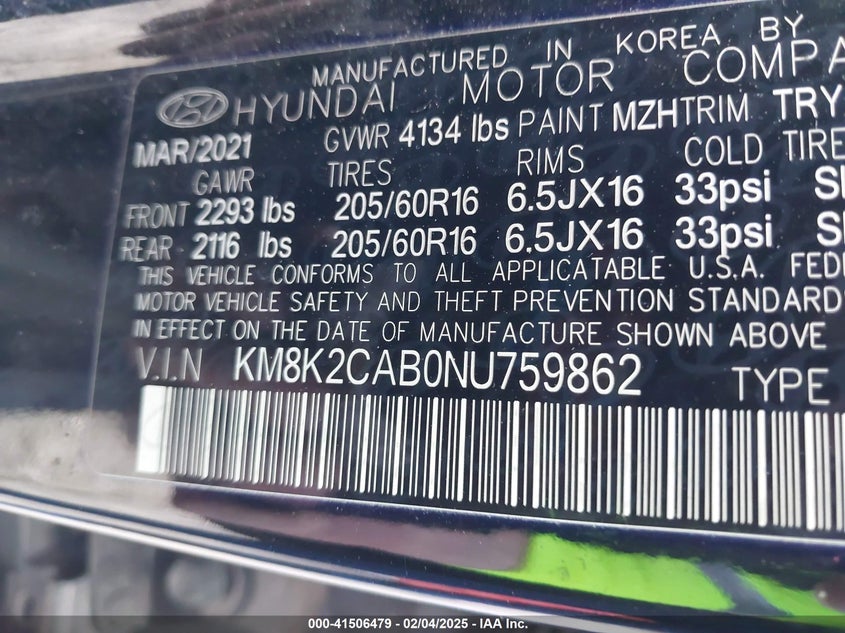 MANUFACTURED IN KOREA BY
HYUNDAI MOTOR COMPA
MAR/2021 GVWR 4134 lbs PAINT MZH TRIM TRY
GAWR TIRES RIMS COLD TIRE
FRONT 2293 lbs 205/60R16 6.5JX16 33psi
REAR 2116 lbs 205/60R16 6.5JX16 33psi
THIS VEHICLE CONFORMS TO ALL APPLICATABLE U.S.A. FED
MOTOR VEHICLE SAFETY AND THEFT PREVENTION STANDARD
IN EFFECT ON THE DATE OF MANUFACTURE SHOWN ABOVE
V.I.N KM8K2CAB0NU759862 TYPE
000-41506479 - 02/04/2025 - IAA Inc.